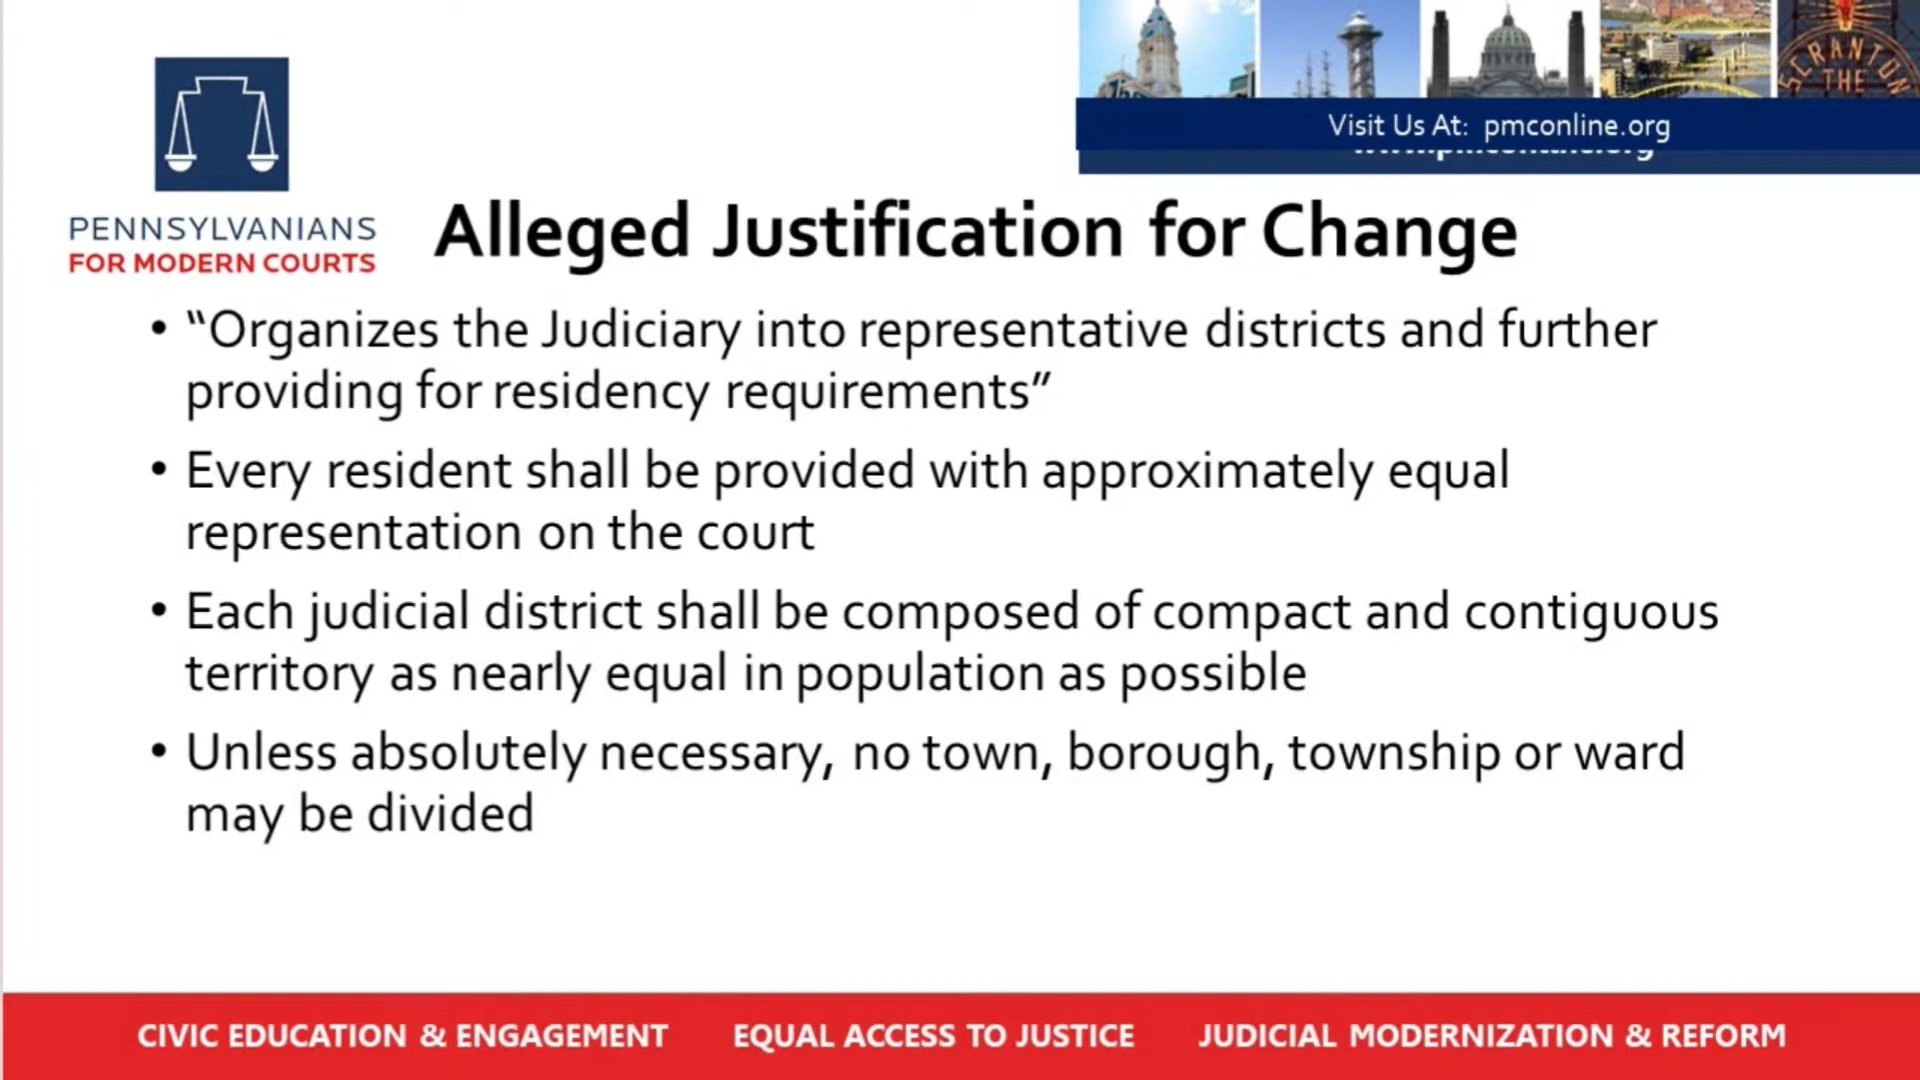 SCRANTON
THE
Visit Us At: pmconline.org
PENNSYLVANIANS
FOR MODERN COURTS
Alleged Justification for Change
• “Organizes the Judiciary into representative districts and further
providing for residency requirements”
• Every resident shall be provided with approximately equal
representation on the court
• Each judicial district shall be composed of compact and contiguous
territory as nearly equal in population as possible
• Unless absolutely necessary, no town, borough, township or ward
may be divided
CIVIC EDUCATION & ENGAGEMENT EQUAL ACCESS TO JUSTICE JUDICIAL MODERNIZATION & REFORM